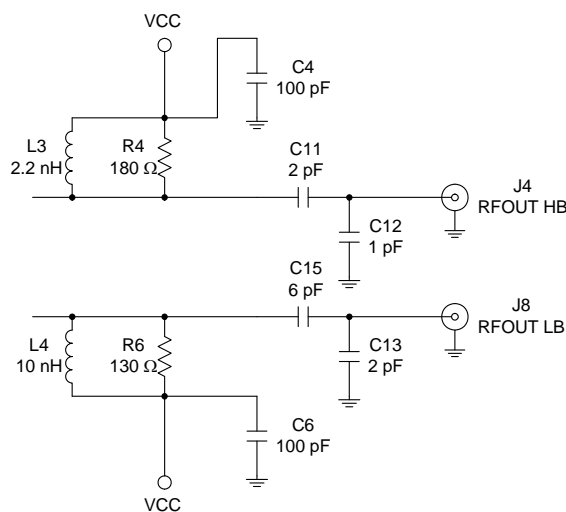 VCC
C4
100 pF
L3
2.2 nH
R4
180 Ω
C11
2 pF
J4
RFOUT HB
C12
1 pF
C15
6 pF
J8
RFOUT LB
L4
10 nH
R6
130 Ω
C13
2 pF
C6
100 pF
VCC